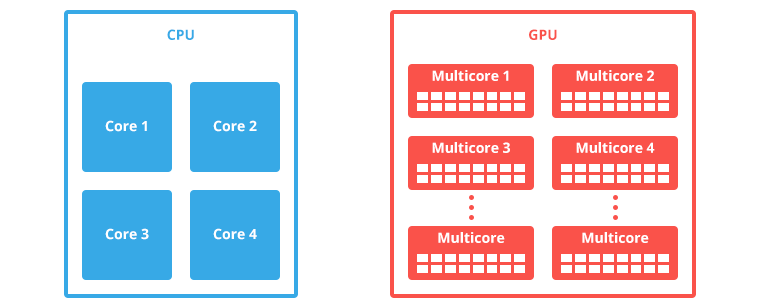 CPU
Core 1
Core 2
Core 3
Core 4
GPU
Multicore 1
Multicore 2
Multicore 3
Multicore 4
Multicore
Multicore